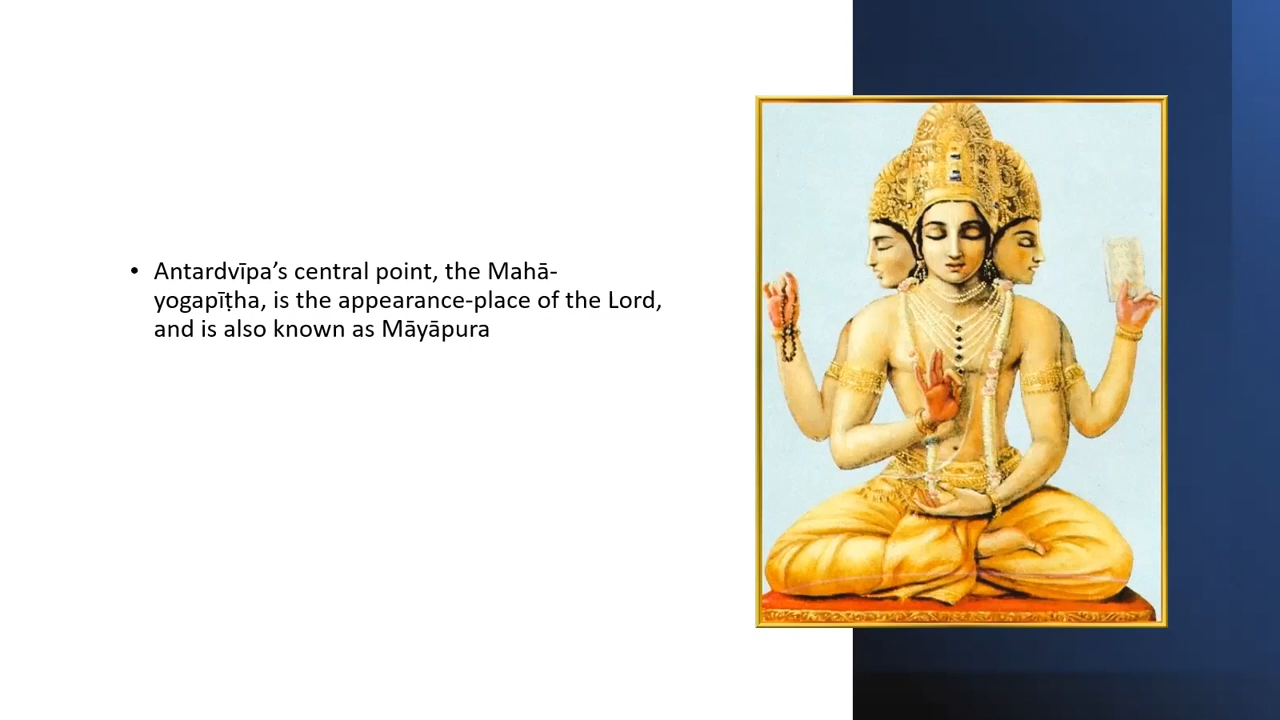 • Antardvīpa’s central point, the Mahā-
yogapīṭha, is the appearance-place of the Lord,
and is also known as Māyāpura